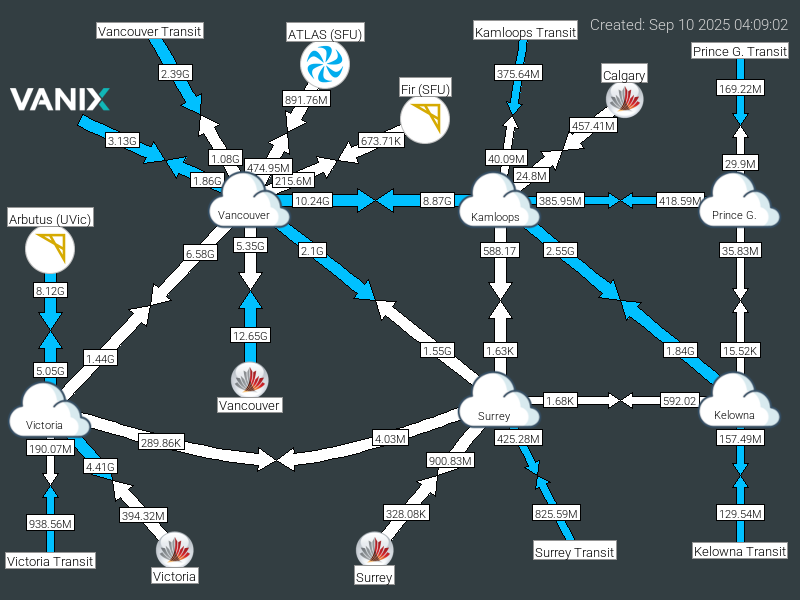 Created: Sep 10 2025 04:09:02
Vancouver Transit
ATLAS (SFU)
Kamloops Transit
Prince G. Transit
2.39G
375.64M
Calgary
169.22M
VANIX
891.76M
Fir (SFU)
457.41M
3.13G
673.71K
1.08G
474.95M
40.09M
29.9M
1.86G
215.6M
24.8M
10.24G
8.87G
385.95M
418.59M
Vancouver
Kamloops
Prince G.
Arbutus (UVic)
6.58G
5.35G
2.1G
588.17
2.55G
35.83M
8.12G
12.65G
1.44G
1.55G
1.63K
1.84G
15.52K
5.05G
Vancouver
1.68K
592.02
Victoria
Surrey
Kelowna
190.07M
289.86K
4.03M
425.28M
157.49M
4.41G
900.83M
938.56M
394.32M
328.08K
825.59M
129.54M
Victoria Transit
Victoria
Surrey
Surrey Transit
Kelowna Transit